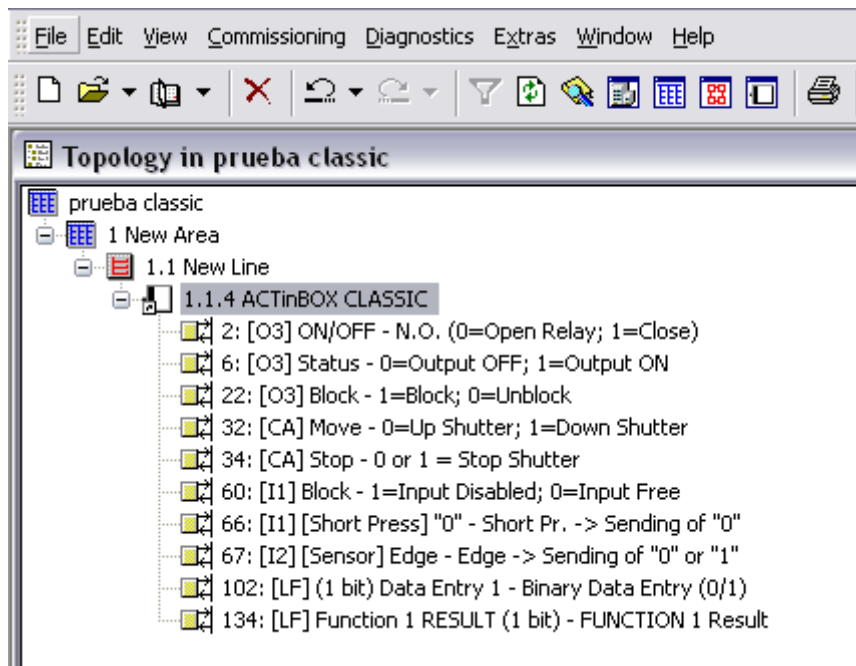 File Edit View Commissioning Diagnostics Extras Window Help
Topology in prueba classic
prueba classic
1 New Area
1.1 New Line
1.1.4 ACTinBOX CLASSIC
2: [O3] ON/OFF - N.O. (0=Open Relay; 1=Close)
6: [O3] Status - 0=Output OFF; 1=Output ON
22: [O3] Block - 1=Block; 0=Unblock
32: [CA] Move - 0=Up Shutter; 1=Down Shutter
34: [CA] Stop - 0 or 1 = Stop Shutter
60: [I1] Block - 1=Input Disabled; 0=Input Free
66: [I1] [Short Press] "0" - Short Pr. -> Sending of "0"
67: [I2] [Sensor] Edge - Edge -> Sending of "0" or "1"
102: [LF] (1 bit) Data Entry 1 - Binary Data Entry (0/1)
134: [LF] Function 1 RESULT (1 bit) - FUNCTION 1 Result